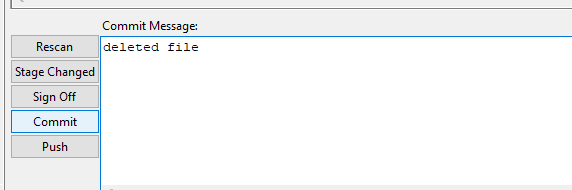 Commit Message:
Rescan
deleted file
Stage Changed
Sign Off
Commit
Push